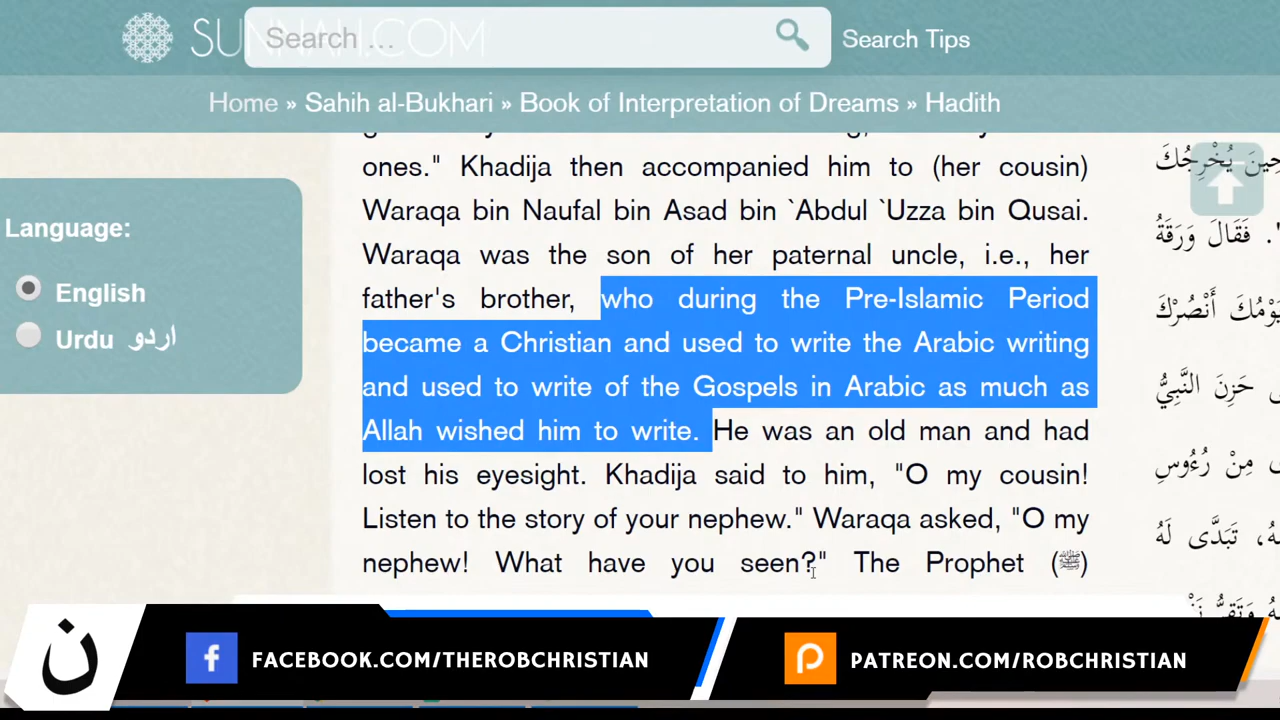 SUNNAH.COM
Search ...
Search Tips
Home » Sahih al-Bukhari » Book of Interpretation of Dreams » Hadith
Language:
English
Urdu اردو
ones." Khadija then accompanied him to (her cousin)
Waraqa bin Naufal bin Asad bin `Abdul `Uzza bin Qusai.
Waraqa was the son of her paternal uncle, i.e., her
father's brother, who during the Pre-Islamic Period
became a Christian and used to write the Arabic writing
and used to write of the Gospels in Arabic as much as
Allah wished him to write. He was an old man and had
lost his eyesight. Khadija said to him, "O my cousin!
Listen to the story of your nephew." Waraqa asked, "O my
nephew! What have you seen?" The Prophet (ﷺ)
حِينَ يُخْرِجُكَ
". فَقَالَ وَرَقَةُ
يَوْمُكَ أَنْصُرْكَ
حَزِنَ النَّبِيُّ
مِنْ رُءُوسِ
تَبَدَّى لَهُ
وَتَقِرُّ
ن
f FACEBOOK.COM/THEROBCHRISTIAN
PATREON.COM/ROBCHRISTIAN